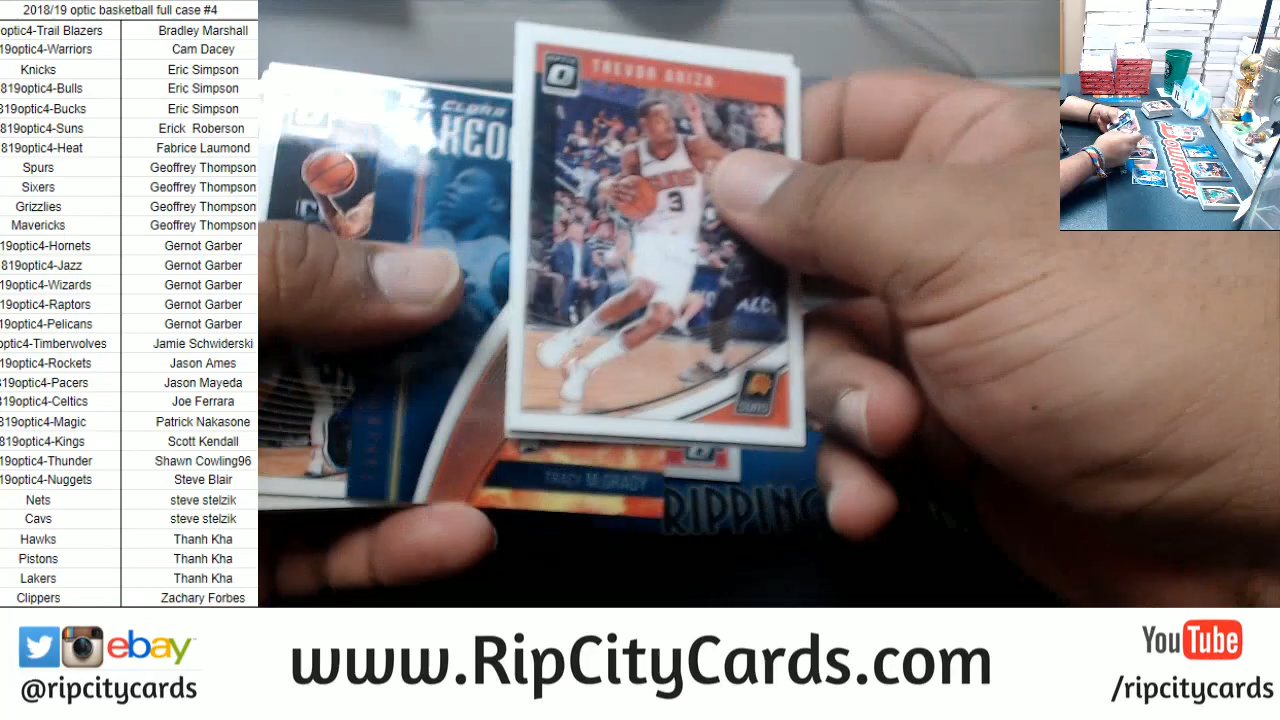 2018/19 optic basketball full case #4
optic4-Trail Blazers Bradley Marshall
19optic4-Warriors Cam Dacey
Knicks Eric Simpson
819optic4-Bulls Eric Simpson
819optic4-Bucks Eric Simpson
819optic4-Suns Erick Roberson
819optic4-Heat Fabrice Laumond
Spurs Geoffrey Thompson
Sixers Geoffrey Thompson
Grizzlies Geoffrey Thompson
Mavericks Geoffrey Thompson
19optic4-Hornets Gernot Garber
819optic4-Jazz Gernot Garber
19optic4-Wizards Gernot Garber
19optic4-Raptors Gernot Garber
19optic4-Pelicans Gernot Garber
optic4-Timberwolves Jamie Schwiderski
19optic4-Rockets Jason Ames
819optic4-Pacers Jason Mayeda
819optic4-Celtics Joe Ferrara
819optic4-Magic Patrick Nakasone
819optic4-Kings Scott Kendall
19optic4-Thunder Shawn Cowling96
19optic4-Nuggets Steve Blair
Nets steve stelzik
Cavs steve stelzik
Hawks Thanh Kha
Pistons Thanh Kha
Lakers Thanh Kha
Clippers Zachary Forbes
TREVOR ARIZA
3
SUNS
TRACY McGRADY
RIPPING
ebay
@ripcitycards
www.RipCityCards.com
YouTube
/ripcitycards